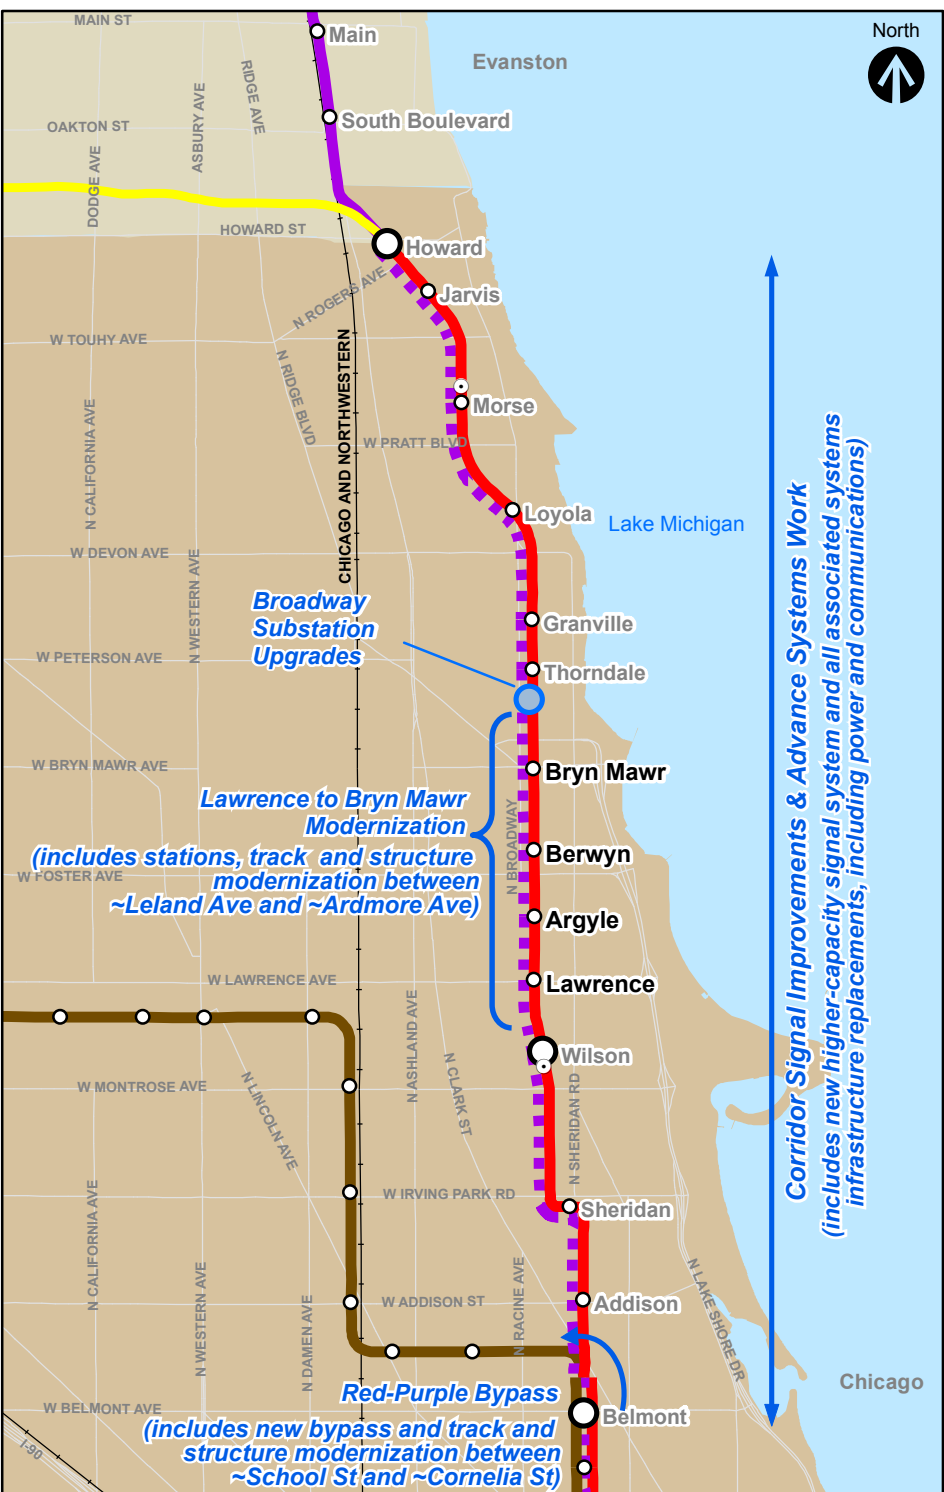 MAIN ST
Main
North
Evanston
RIDGE AVE
ASBURY AVE
South Boulevard
OAKTON ST
DODGE AVE
HOWARD ST
Howard
N ROGERS AVE
Jarvis
W TOUHY AVE
CHICAGO AND NORTHWESTERN
N RIDGE BLVD
Morse
N CALIFORNIA AVE
W PRATT BLVD
Loyola
Lake Michigan
W DEVON AVE
N WESTERN AVE
Broadway
Substation
Upgrades
Granville
W PETERSON AVE
Thorndale
Corridor Signal Improvements & Advance Systems Work
(includes new higher-capacity signal system and all associated systems
infrastructure replacements, including power and communications)
W BRYN MAWR AVE
Bryn Mawr
Lawrence to Bryn Mawr
Modernization
(includes stations, track and structure
modernization between
~Leland Ave and ~Ardmore Ave)
N BROADWAY
Berwyn
W FOSTER AVE
Argyle
W LAWRENCE AVE
Lawrence
N ASHLAND AVE
Wilson
N CLARK ST
W MONTROSE AVE
N LINCOLN AVE
N SHERIDAN RD
W IRVING PARK RD
Sheridan
N CALIFORNIA AVE
N WESTERN AVE
N DAMEN AVE
N RACINE AVE
N LAKE SHORE DR
W ADDISON ST
Addison
Chicago
Red-Purple Bypass
W BELMONT AVE
Belmont
(includes new bypass and track and
structure modernization between
~School St and ~Cornelia St)
I-90